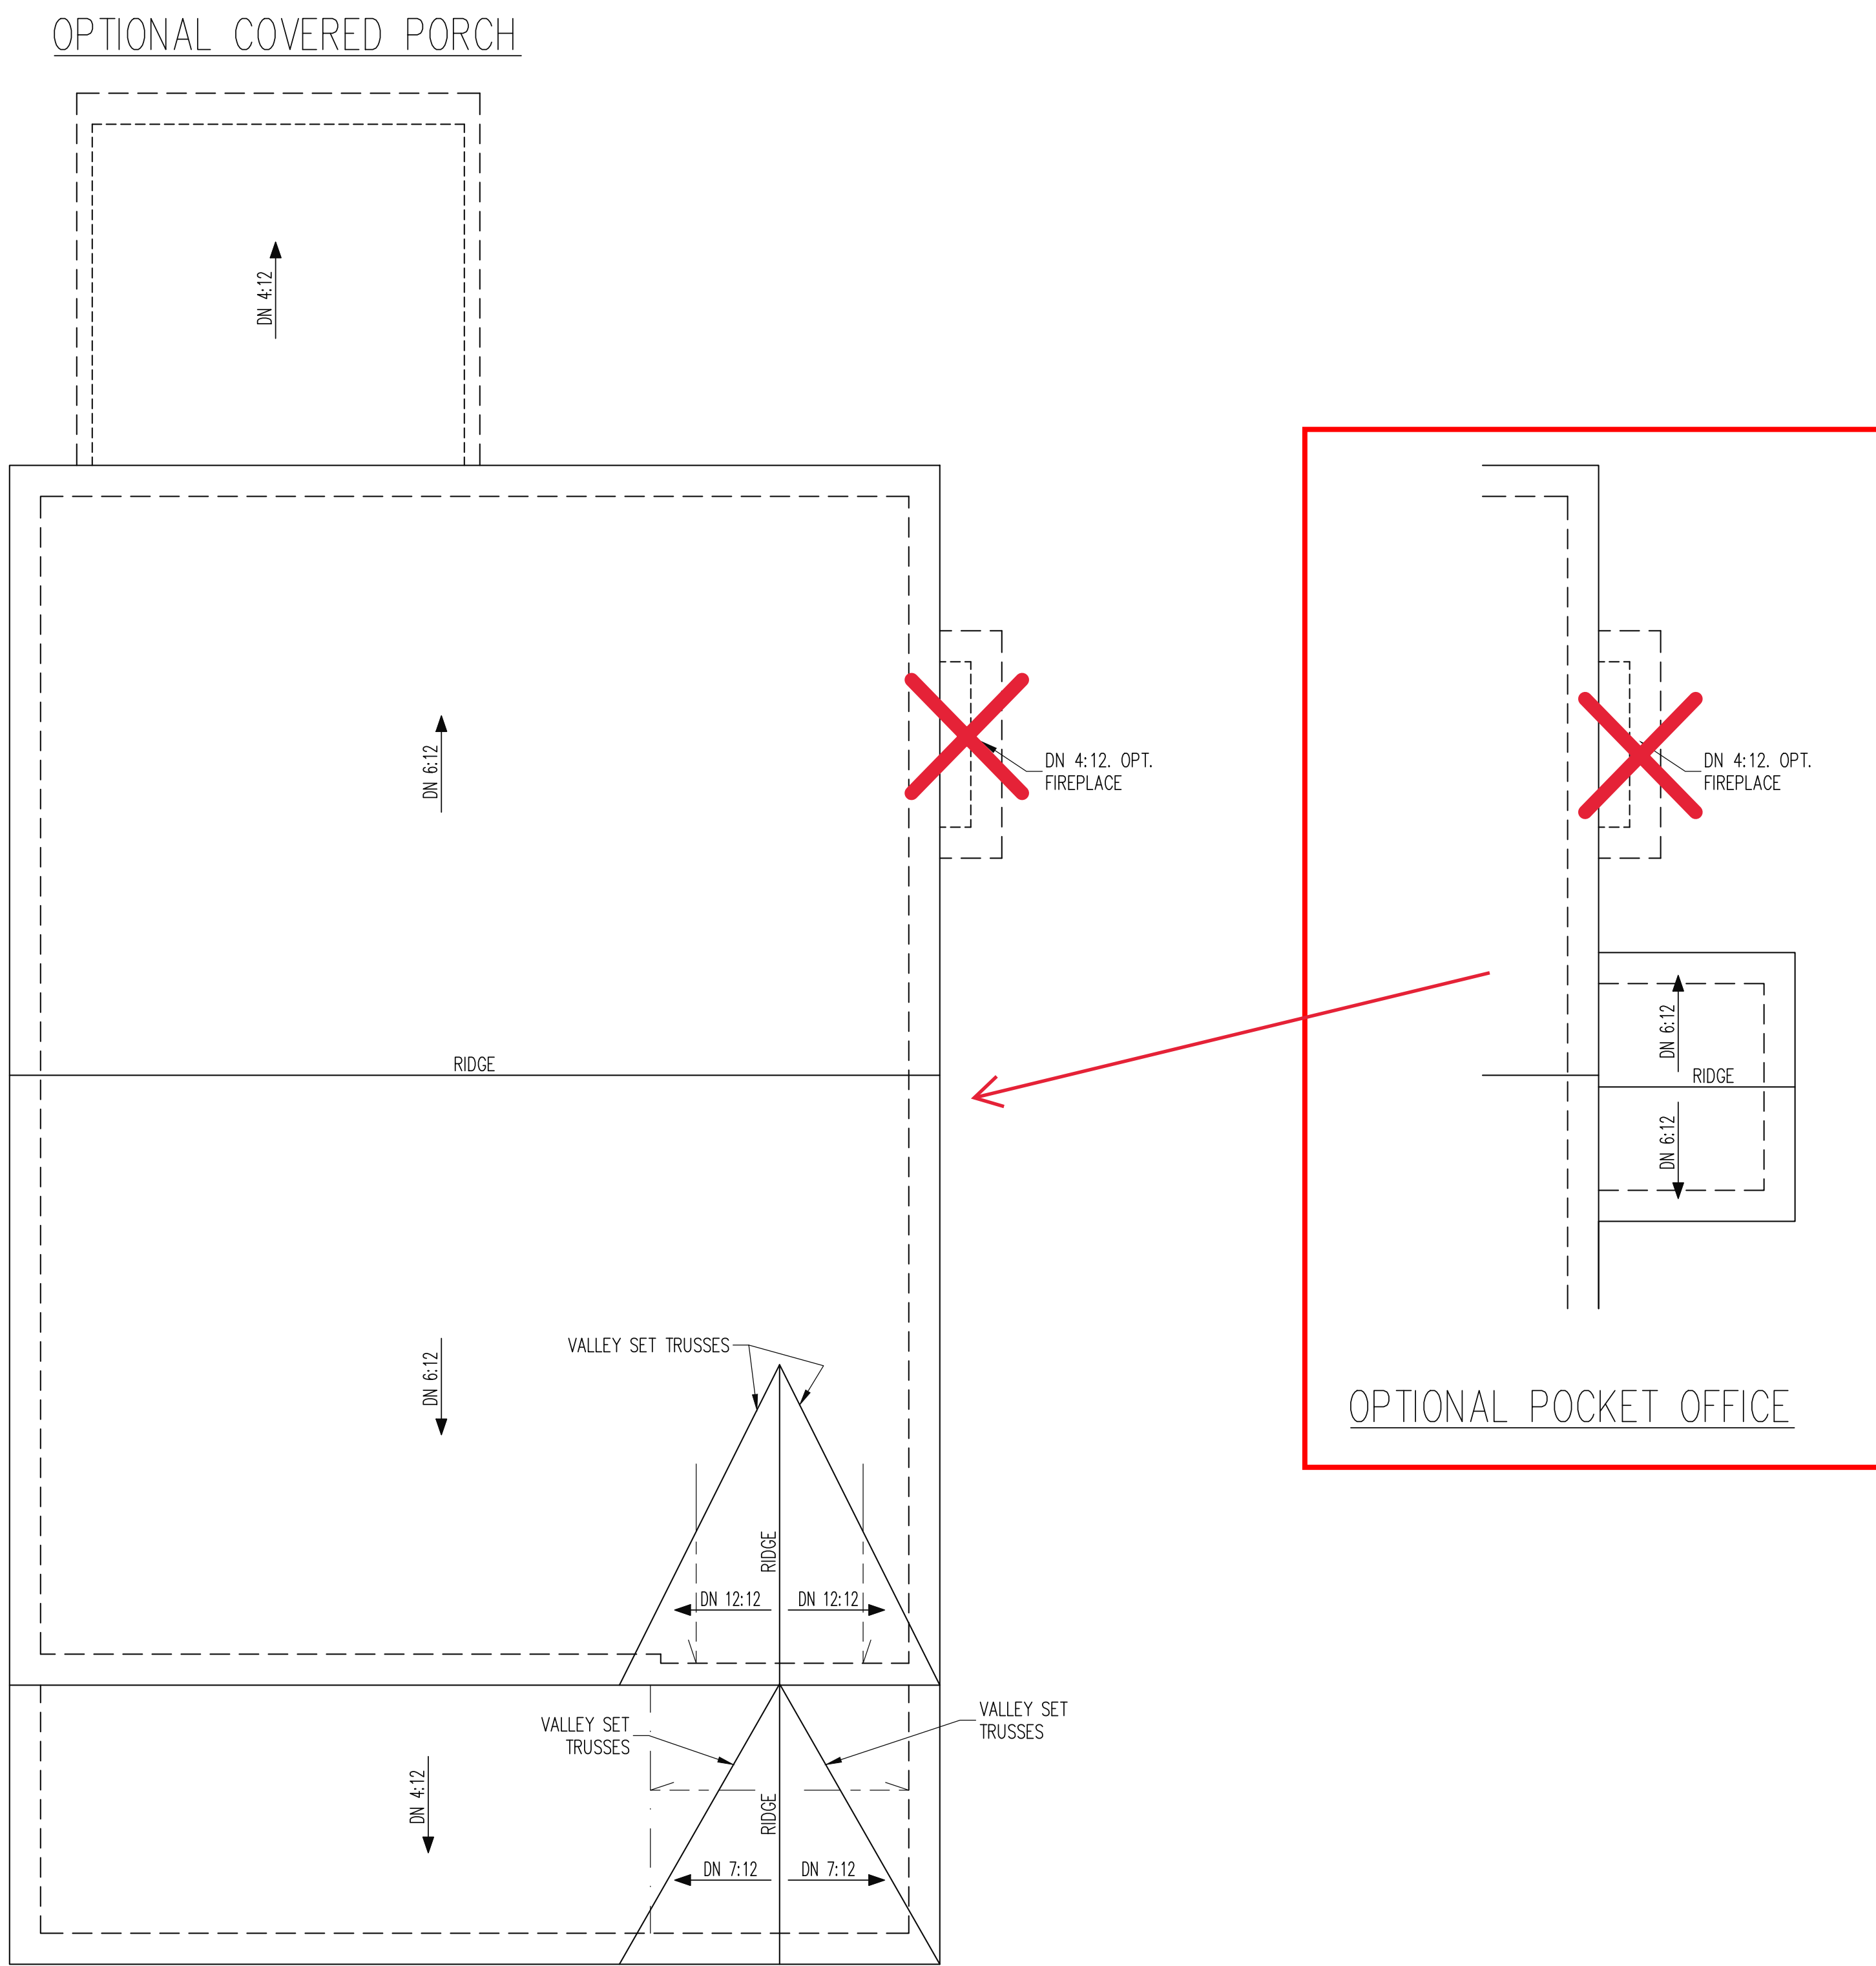 OPTIONAL COVERED PORCH
DN 4:12
DN 6:12
DN 4:12. OPT.
FIREPLACE
DN 4:12. OPT.
FIREPLACE
DN 6:12
RIDGE
RIDGE
DN 6:12
VALLEY SET TRUSSES
DN 6:12
OPTIONAL POCKET OFFICE
RIDGE
DN 12:12
DN 12:12
VALLEY SET
TRUSSES
VALLEY SET
TRUSSES
DN 4:12
RIDGE
DN 7:12
DN 7:12